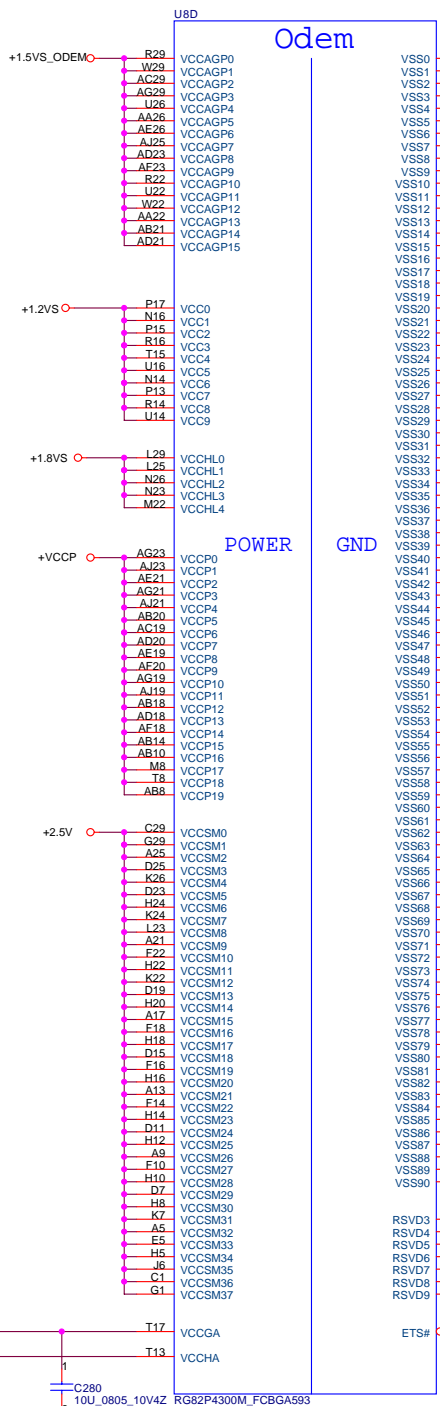 U8D
Odem
+1.5VS_ODEM R29 VCCAGP0 VSS0
W29 VCCAGP1 VSS1
AC29 VCCAGP2 VSS2
AG29 VCCAGP3 VSS3
U26 VCCAGP4 VSS4
AA26 VCCAGP5 VSS5
AE26 VCCAGP6 VSS6
AJ25 VCCAGP7 VSS7
AD23 VCCAGP8 VSS8
AF23 VCCAGP9 VSS9
R22 VCCAGP10 VSS10
U22 VCCAGP11 VSS11
W22 VCCAGP12 VSS12
AA22 VCCAGP13 VSS13
AB21 VCCAGP14 VSS14
AD21 VCCAGP15 VSS15
VSS16
VSS17
VSS18
VSS19
+1.2VS P17 VCC0 VSS20
N16 VCC1 VSS21
P15 VCC2 VSS22
R16 VCC3 VSS23
T15 VCC4 VSS24
U16 VCC5 VSS25
N14 VCC6 VSS26
P13 VCC7 VSS27
R14 VCC8 VSS28
U14 VCC9 VSS29
VSS30
VSS31
+1.8VS L29 VCCHL0 VSS32
L25 VCCHL1 VSS33
N26 VCCHL2 VSS34
N23 VCCHL3 VSS35
M22 VCCHL4 VSS36
VSS37
VSS38
POWER GND VSS39
+VCCP AG23 VCCP0 VSS40
AJ23 VCCP1 VSS41
AE21 VCCP2 VSS42
AG21 VCCP3 VSS43
AJ21 VCCP4 VSS44
AB20 VCCP5 VSS45
AC19 VCCP6 VSS46
AD20 VCCP7 VSS47
AE19 VCCP8 VSS48
AF20 VCCP9 VSS49
AG19 VCCP10 VSS50
AJ19 VCCP11 VSS51
AB18 VCCP12 VSS52
AD18 VCCP13 VSS53
AF18 VCCP14 VSS54
AB14 VCCP15 VSS55
AB10 VCCP16 VSS56
M8 VCCP17 VSS57
T8 VCCP18 VSS58
AB8 VCCP19 VSS59
VSS60
VSS61
+2.5V C29 VCCSM0 VSS62
G29 VCCSM1 VSS63
A25 VCCSM2 VSS64
D25 VCCSM3 VSS65
K26 VCCSM4 VSS66
D23 VCCSM5 VSS67
H24 VCCSM6 VSS68
K24 VCCSM7 VSS69
L23 VCCSM8 VSS70
A21 VCCSM9 VSS71
F22 VCCSM10 VSS72
H22 VCCSM11 VSS73
K22 VCCSM12 VSS74
D19 VCCSM13 VSS75
H20 VCCSM14 VSS76
A17 VCCSM15 VSS77
F18 VCCSM16 VSS78
H18 VCCSM17 VSS79
D15 VCCSM18 VSS80
F16 VCCSM19 VSS81
H16 VCCSM20 VSS82
A13 VCCSM21 VSS83
F14 VCCSM22 VSS84
H14 VCCSM23 VSS85
D11 VCCSM24 VSS86
H12 VCCSM25 VSS87
A9 VCCSM26 VSS88
F10 VCCSM27 VSS89
H10 VCCSM28 VSS90
D7 VCCSM29
H8 VCCSM30
K7 VCCSM31 RSVD3
A5 VCCSM32 RSVD4
E5 VCCSM33 RSVD5
H5 VCCSM34 RSVD6
J6 VCCSM35 RSVD7
C1 VCCSM36 RSVD8
G1 VCCSM37 RSVD9
T17 VCCGA ETS#
T13 VCCHA
1
C280
10U_0805_10V4Z RG82P4300M_FCBGA593